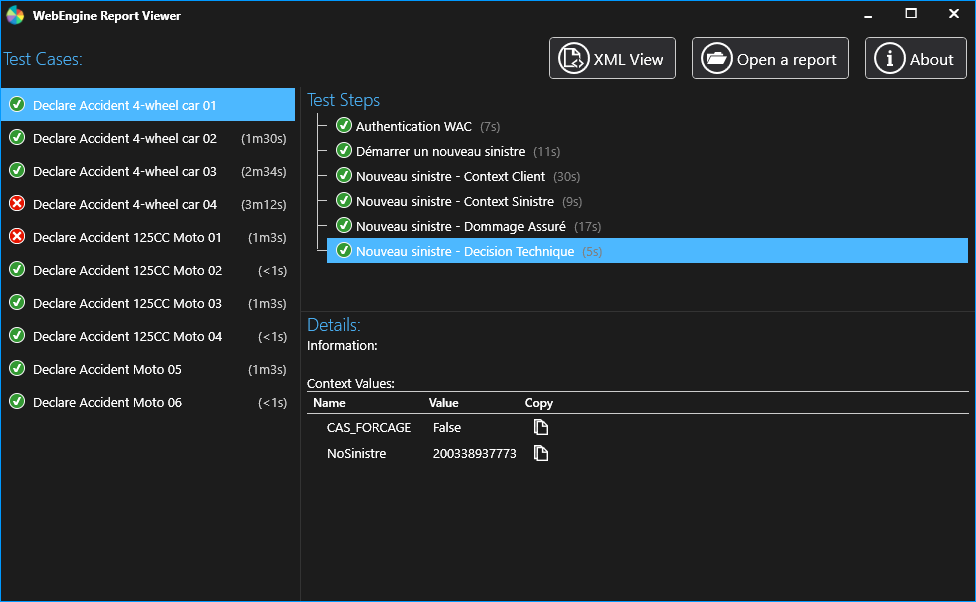 WebEngine Report Viewer
Test Cases:
XML View
Open a report
About
Declare Accident 4-wheel car 01
Declare Accident 4-wheel car 02 (1m30s)
Declare Accident 4-wheel car 03 (2m34s)
Declare Accident 4-wheel car 04 (3m12s)
Declare Accident 125CC Moto 01 (1m3s)
Declare Accident 125CC Moto 02 (<1s)
Declare Accident 125CC Moto 03 (1m3s)
Declare Accident 125CC Moto 04 (<1s)
Declare Accident Moto 05 (1m3s)
Declare Accident Moto 06 (<1s)
Test Steps
Authentication WAC (7s)
Démarrer un nouveau sinistre (11s)
Nouveau sinistre - Context Client (30s)
Nouveau sinistre - Context Sinistre (9s)
Nouveau sinistre - Dommage Assuré (17s)
Nouveau sinistre - Decision Technique (5s)
Details:
Information:
Context Values:
Name Value Copy
CAS_FORCAGE False
NoSinistre 200338937773